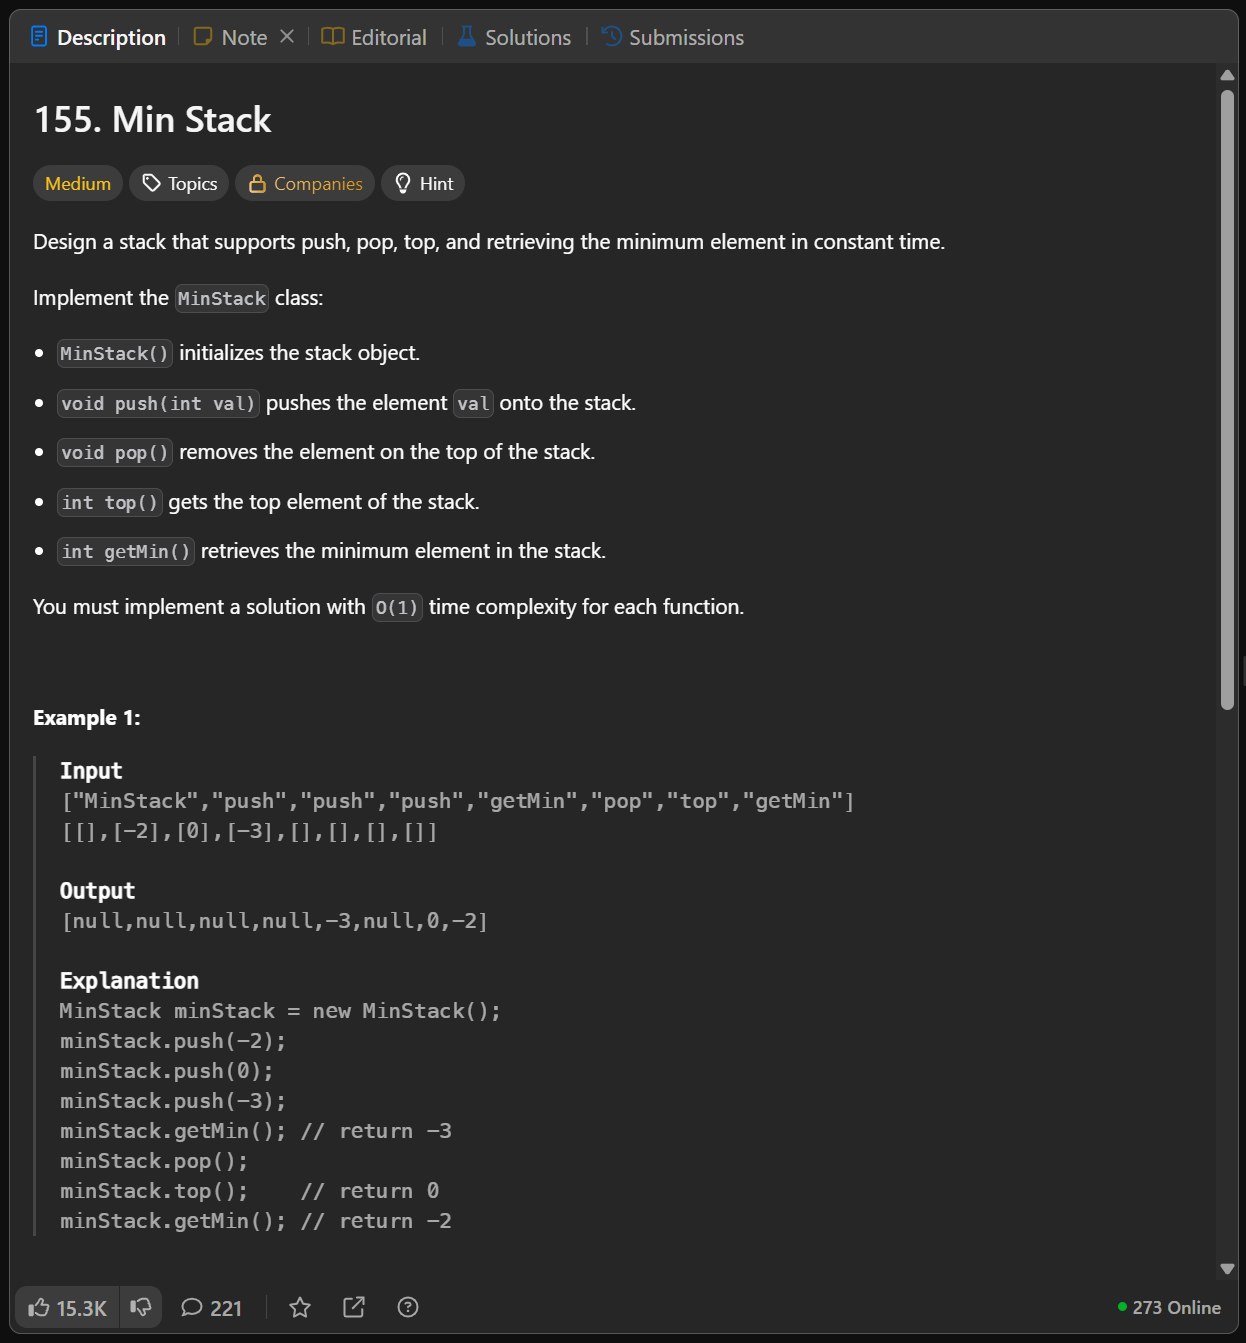 Description Note Editorial Solutions Submissions
155. Min Stack
Medium Topics Companies Hint
Design a stack that supports push, pop, top, and retrieving the minimum element in constant time.
Implement the MinStack class:
• MinStack() initializes the stack object.
• void push(int val) pushes the element val onto the stack.
• void pop() removes the element on the top of the stack.
• int top() gets the top element of the stack.
• int getMin() retrieves the minimum element in the stack.
You must implement a solution with O(1) time complexity for each function.
Example 1:
Input
["MinStack","push","push","push","getMin","pop","top","getMin"]
[[],[-2],[0],[-3],[],[],[],[]]
Output
[null,null,null,null,-3,null,0,-2]
Explanation
MinStack minStack = new MinStack();
minStack.push(-2);
minStack.push(0);
minStack.push(-3);
minStack.getMin(); // return -3
minStack.pop();
minStack.top();    // return 0
minStack.getMin(); // return -2
15.3K 221 273 Online